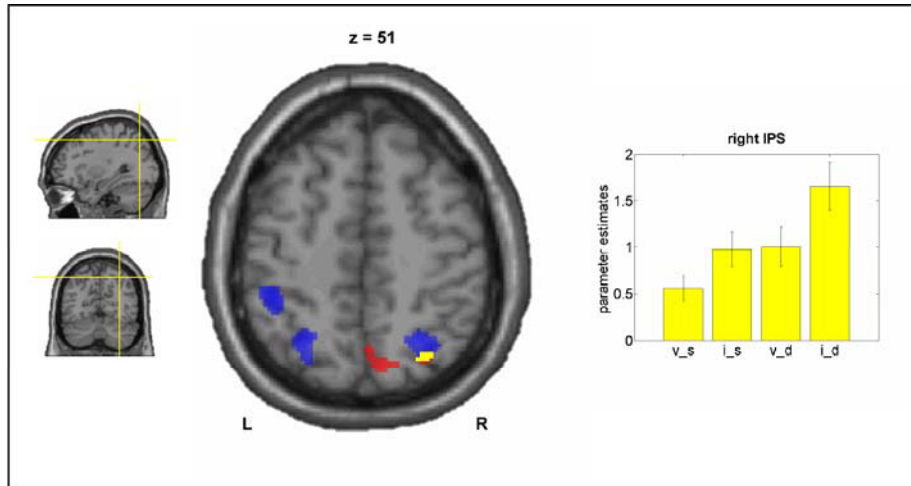 z = 51
L
R
right IPS
parameter estimates
2
1.5
1
0.5
0
v_s i_s v_d i_d